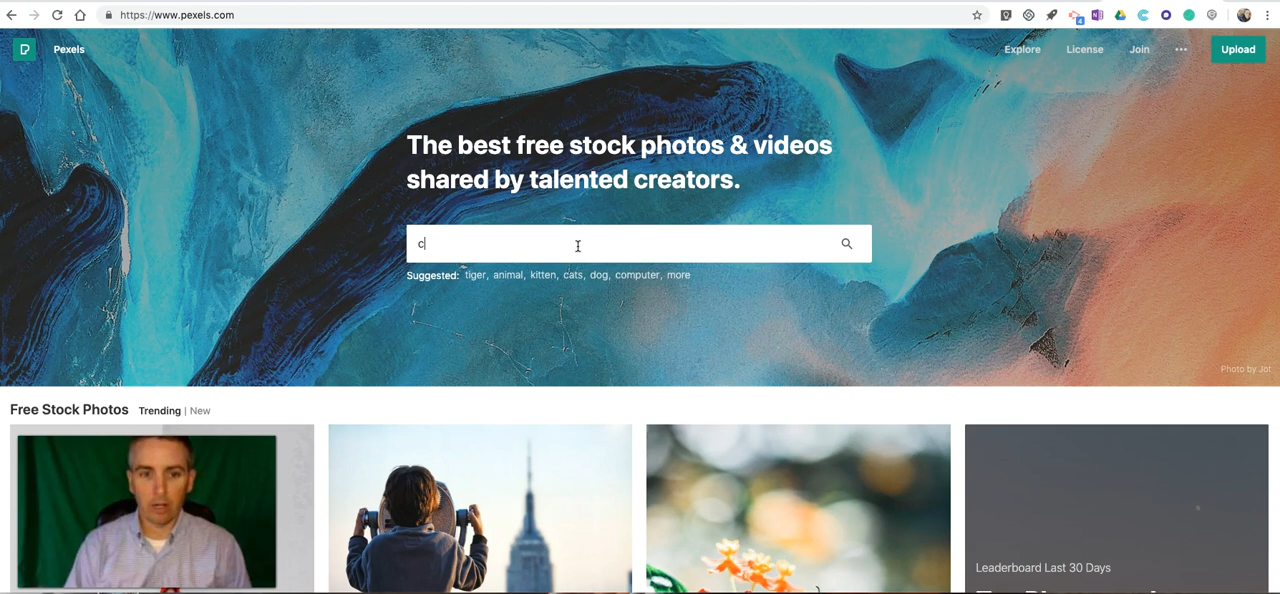 https://www.pexels.com
4
Pexels
Explore
License
Join
Upload
The best free stock photos & videos
shared by talented creators.
c
Suggested: tiger, animal, kitten, cats, dog, computer, more
Photo by Jot
Free Stock Photos Trending | New
Leaderboard Last 30 Days